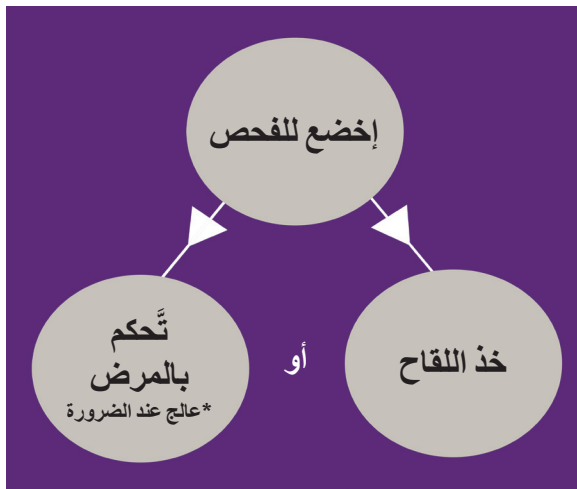 إخضع للفحص
خذ اللقاح
أو
تَّحكم
بالمرض
*عالج عند الضرورة